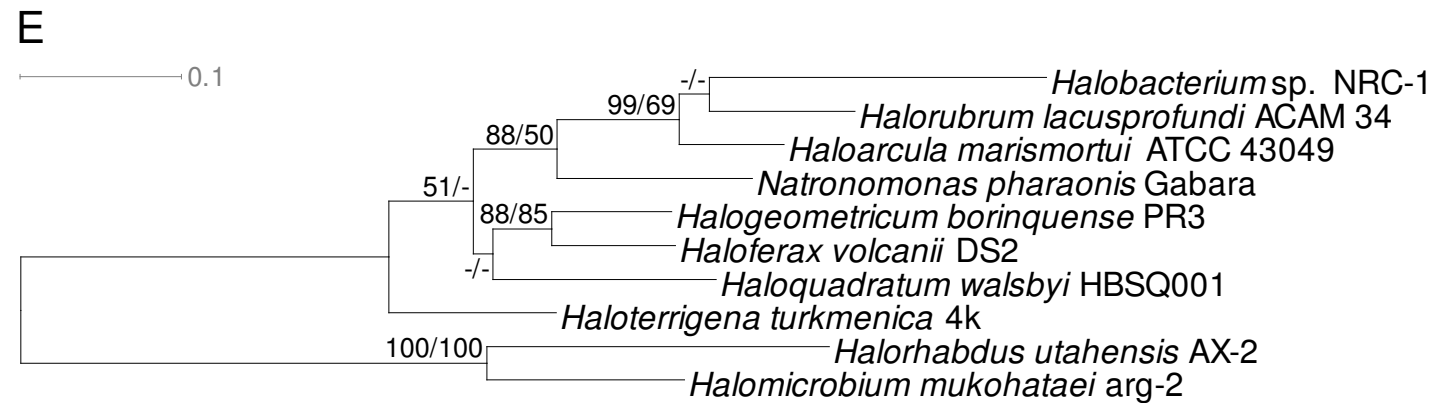 E
0.1
-/-
Halobacterium sp. NRC-1
99/69
Halorubrum lacusprofundi ACAM 34
88/50
Haloarcula marismortui ATCC 43049
Natronomonas pharaonis Gabara
51/-
88/85
Halogeometricum borinquense PR3
Haloferax volcanii DS2
-/-
Haloquadratum walsbyi HBSQ001
Haloterrigena turkmenica 4k
100/100
Halorhabdus utahensis AX-2
Halomicrobium mukohataei arg-2